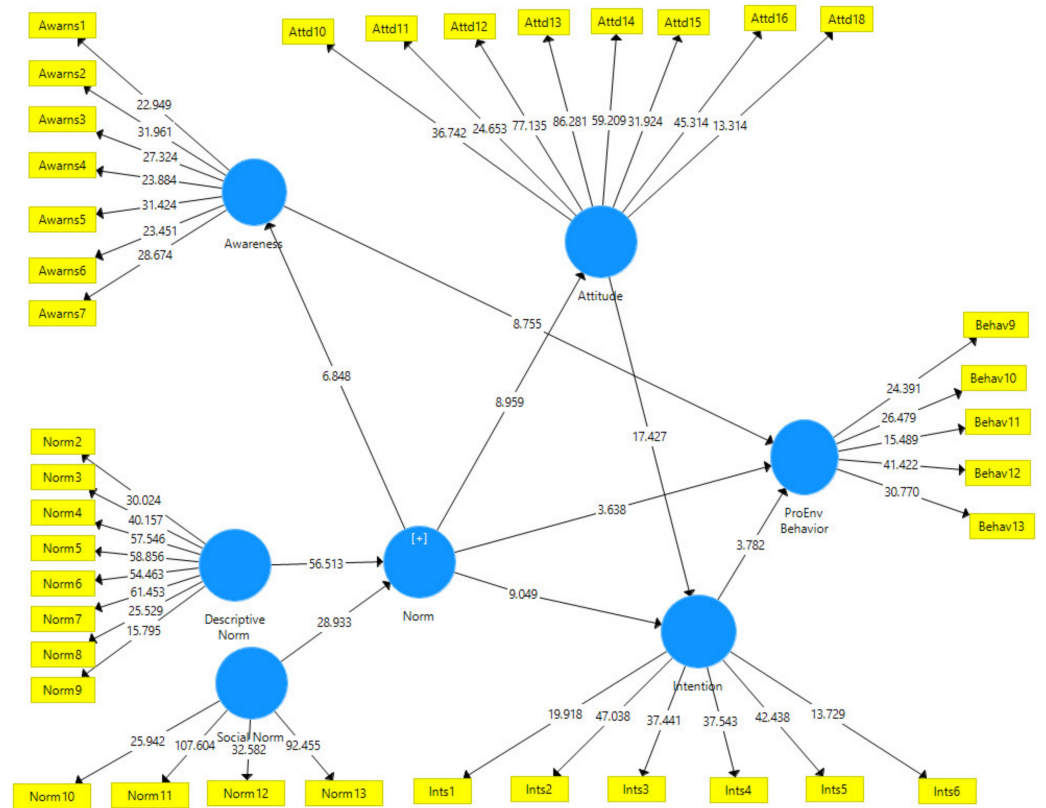 Awarns1
Awarns2
Awarns3
Awarns4
Awarns5
Awarns6
Awarns7
22.949
31.961
27.324
23.884
31.424
23.451
28.674
Awareness
Attd10
Attd11
Attd12
Attd13
Attd14
Attd15
Attd16
Attd18
36.742
24.653
77.135
86.281
59.209
31.924
45.314
13.314
Attitude
8.755
6.848
8.959
17.427
Behav9
Behav10
Behav11
Behav12
Behav13
24.391
26.479
15.489
41.422
30.770
ProEnv
Behavior
3.638
3.782
Norm2
Norm3
Norm4
Norm5
Norm6
Norm7
Norm8
Norm9
30.024
40.157
57.546
58.856
54.463
61.453
25.529
15.795
Descriptive
Norm
56.513
[+]
Norm
28.933
9.049
Social Norm
25.942
107.604
32.582
92.455
Norm10
Norm11
Norm12
Norm13
Intention
19.918
47.038
37.441
37.543
42.438
13.729
Ints1
Ints2
Ints3
Ints4
Ints5
Ints6